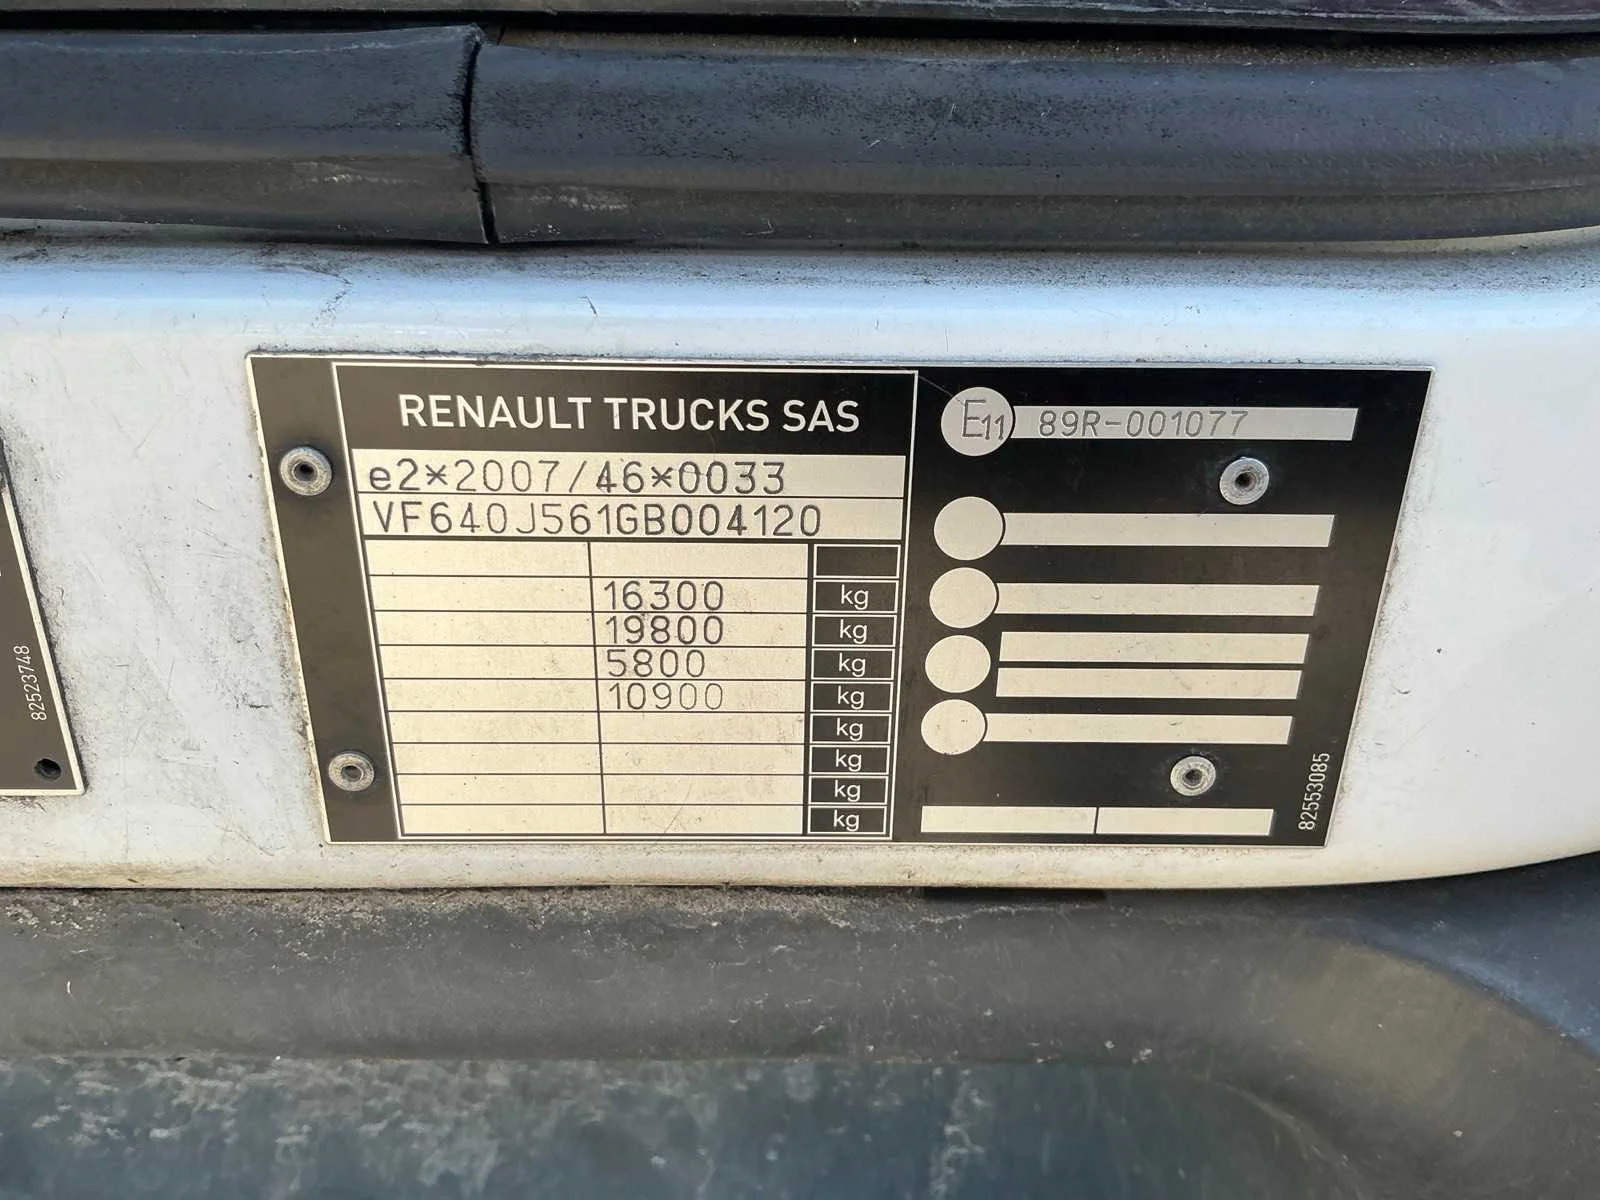 RENAULT TRUCKS SAS
e2*2007/46*0033
VF640J561GB004120
16300 kg
19800 kg
5800 kg
10900 kg
kg
kg
kg
kg
E11 89R-001077
82553085
82523748